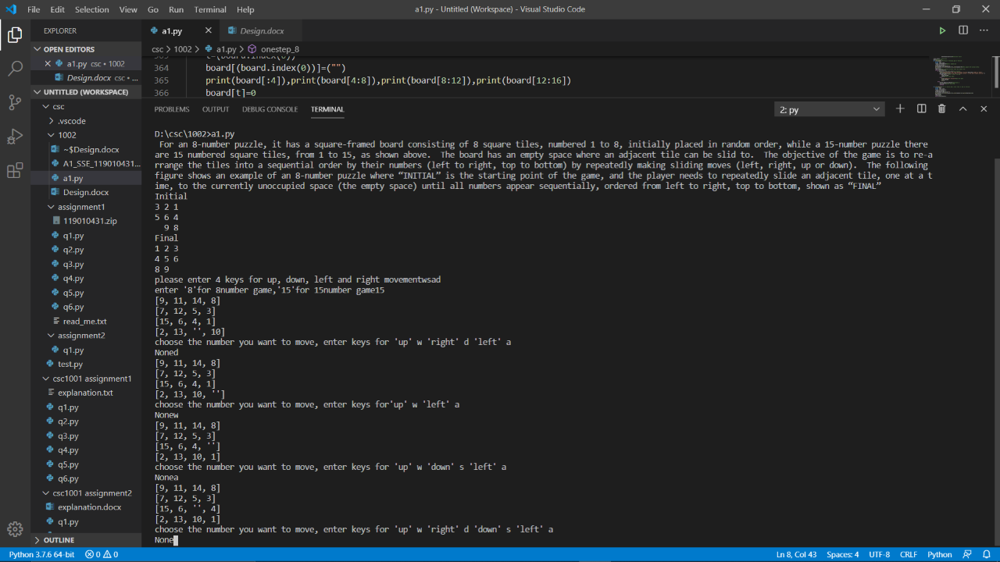 File Edit Selection View Go Run Terminal Help
a1.py - Untitled (Workspace) - Visual Studio Code
EXPLORER
OPEN EDITORS
a1.py csc • 1002
Design.docx csc • ...
UNTITLED (WORKSPACE)
csc
.vscode
1002
~$Design.docx
A1_SSE_119010431...
a1.py
Design.docx
assignment1
119010431.zip
q1.py
q2.py
q3.py
q4.py
q5.py
q6.py
read_me.txt
assignment2
q1.py
test.py
csc1001 assignment1
explanation.txt
q1.py
q2.py
q3.py
q4.py
q5.py
q6.py
csc1001 assignment2
explanation.docx
q1.py
OUTLINE
a1.py
Design.docx
csc > 1002 > a1.py > onestep_8
363 t=(board.index(0))
364 board[(board.index(0))]=("")
365 print(board[:4]),print(board[4:8]),print(board[8:12]),print(board[12:16])
366 board[t]=0
PROBLEMS OUTPUT DEBUG CONSOLE TERMINAL
2: py
D:\csc\1002>a1.py
For an 8-number puzzle, it has a square-framed board consisting of 8 square tiles, numbered 1 to 8, initially placed in random order, while a 15-number puzzle there
are 15 numbered square tiles, from 1 to 15, as shown above. The board has an empty space where an adjacent tile can be slid to. The objective of the game is to re-a
rrange the tiles into a sequential order by their numbers (left to right, top to bottom) by repeatedly making sliding moves (left, right, up or down). The following
figure shows an example of an 8-number puzzle where “INITIAL” is the starting point of the game, and the player needs to repeatedly slide an adjacent tile, one at a t
ime, to the currently unoccupied space (the empty space) until all numbers appear sequentially, ordered from left to right, top to bottom, shown as “FINAL”
Initial
3 2 1
5 6 4
9 8
Final
1 2 3
4 5 6
8 9
please enter 4 keys for up, down, left and right movementwsad
enter '8'for 8number game,'15'for 15number game15
[9, 11, 14, 8]
[7, 12, 5, 3]
[15, 6, 4, 1]
[2, 13, '', 10]
choose the number you want to move, enter keys for 'up' w 'right' d 'left' a
Noned
[9, 11, 14, 8]
[7, 12, 5, 3]
[15, 6, 4, 1]
[2, 13, 10, '']
choose the number you want to move, enter keys for'up' w 'left' a
Nonew
[9, 11, 14, 8]
[7, 12, 5, 3]
[15, 6, 4, '']
[2, 13, 10, 1]
choose the number you want to move, enter keys for 'up' w 'down' s 'left' a
Nonea
[9, 11, 14, 8]
[7, 12, 5, 3]
[15, 6, '', 4]
[2, 13, 10, 1]
choose the number you want to move, enter keys for 'up' w 'right' d 'down' s 'left' a
None
Python 3.7.6 64-bit 0 0 Ln 8, Col 43 Spaces: 4 UTF-8 CRLF Python